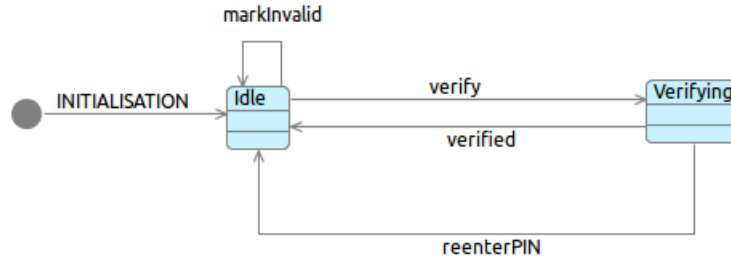 markInvalid
INITIALISATION
Idle
verify
Verifying
verified
reenterPIN